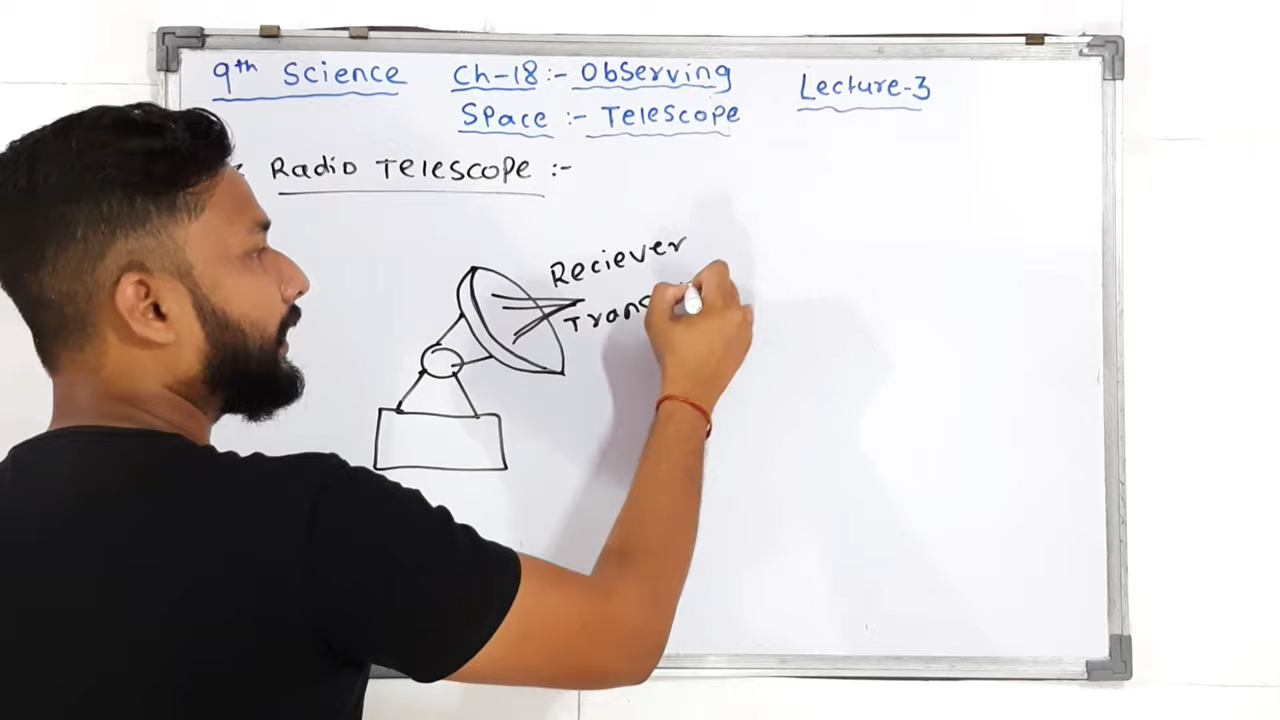 9th Science Ch-18:- Observing Lecture-3
Space :- Telescope
Radio Telescope :-
Reciever